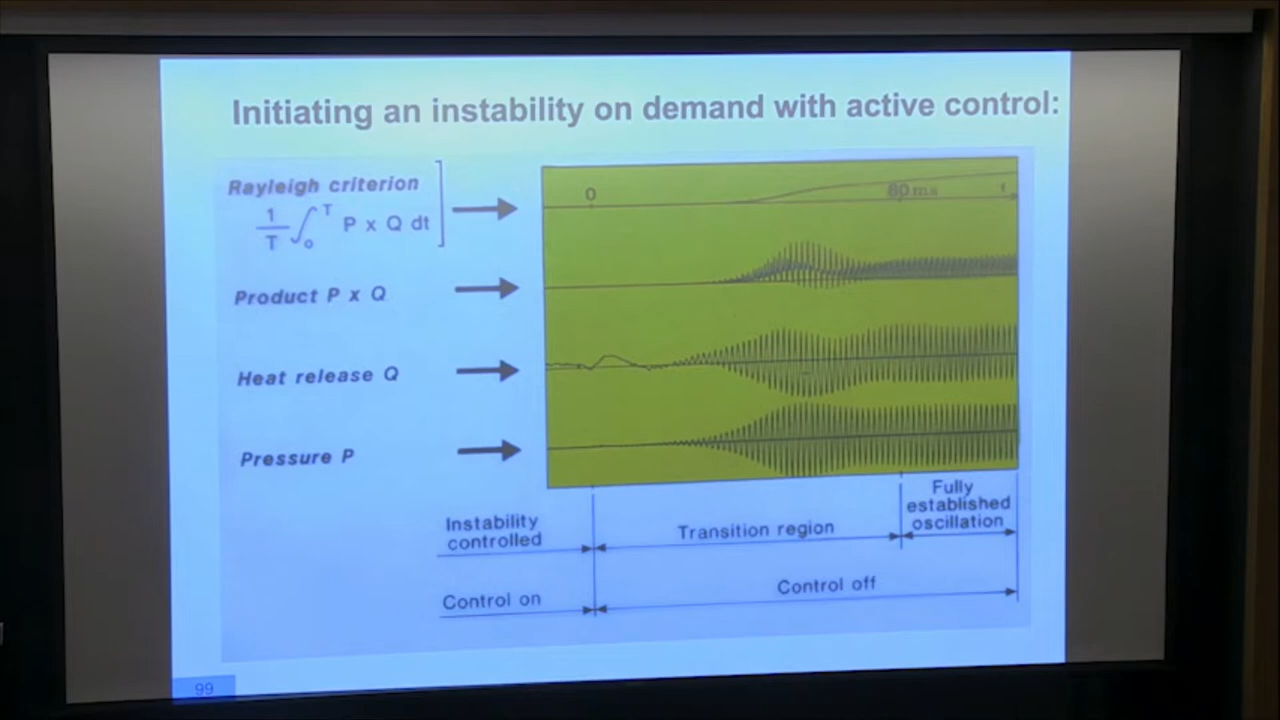 Initiating an instability on demand with active control:
Rayleigh criterion
1/T ∫₀ᵀ P x Q dt
0
80 ms
t
Product P x Q
Heat release Q
Pressure P
Instability
controlled
Transition region
Fully
established
oscillation
Control on
Control off
99